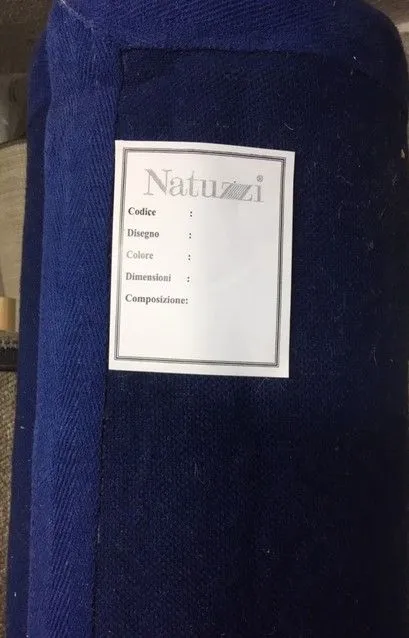 Natuzzi®
Codice :
Disegno :
Colore :
Dimensioni :
Composizione: